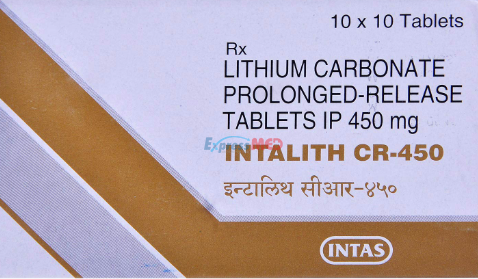 10 x 10 Tablets
Rx
LITHIUM CARBONATE
PROLONGED-RELEASE
TABLETS IP 450 mg
ExpressMED
INTALITH CR-450
इन्टालिथ सीआर-४५०
INTAS